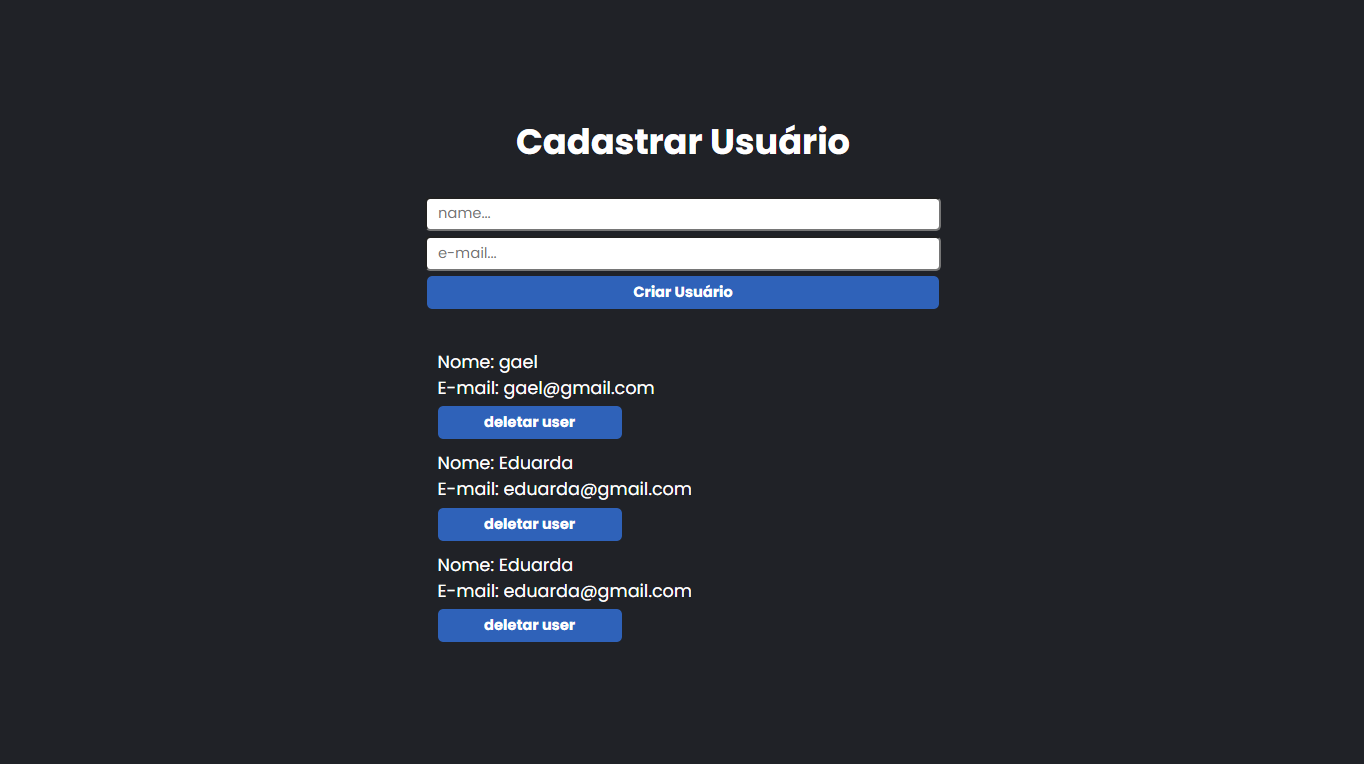 Cadastrar Usuário
name...
e-mail...
Criar Usuário
Nome: gael
E-mail: gael@gmail.com
deletar user
Nome: Eduarda
E-mail: eduarda@gmail.com
deletar user
Nome: Eduarda
E-mail: eduarda@gmail.com
deletar user